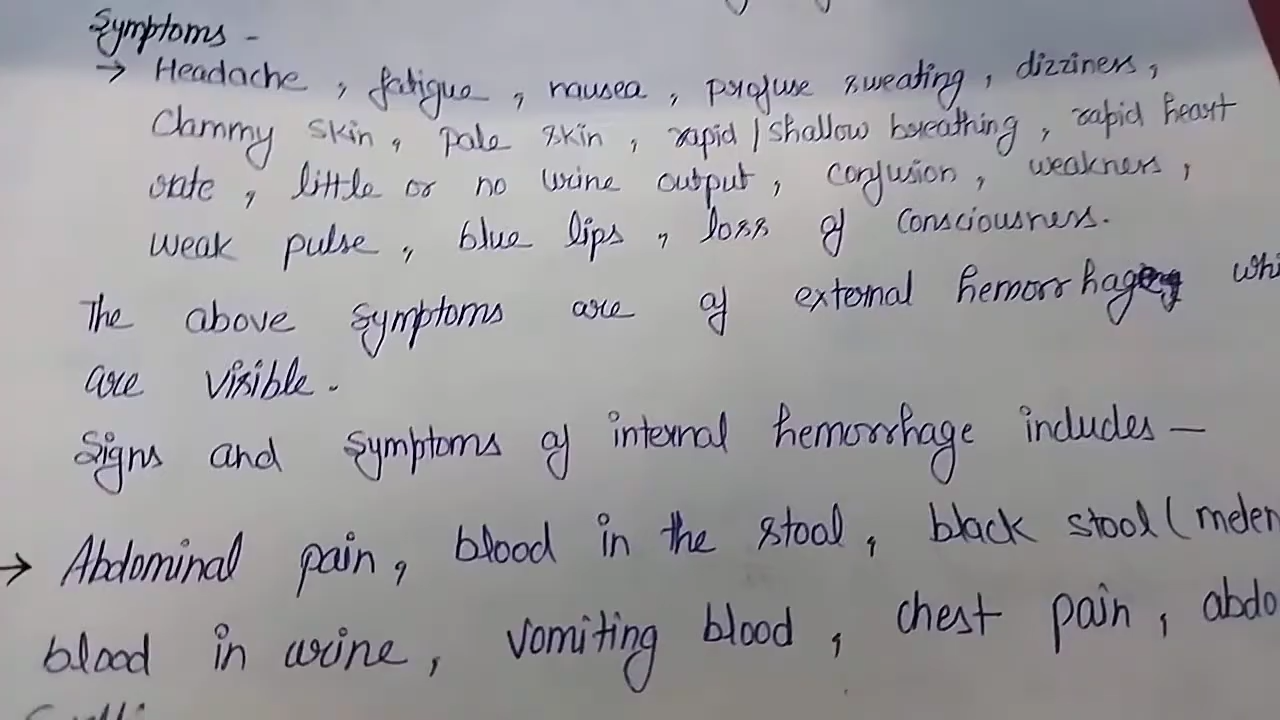 Symptoms -
→ Headache, fatigue, nausea, profuse sweating, dizziness,
Clammy skin, pale skin, rapid/shallow breathing, rapid heart
rate, little or no urine output, confusion, weakness,
weak pulse, blue lips, loss of consciousness.
The above symptoms are of external hemorrhage
are visible.
Signs and symptoms of internal hemorrhage includes —
→ Abdominal pain, blood in the stool, black stool (
blood in urine, vomiting blood, chest pain,